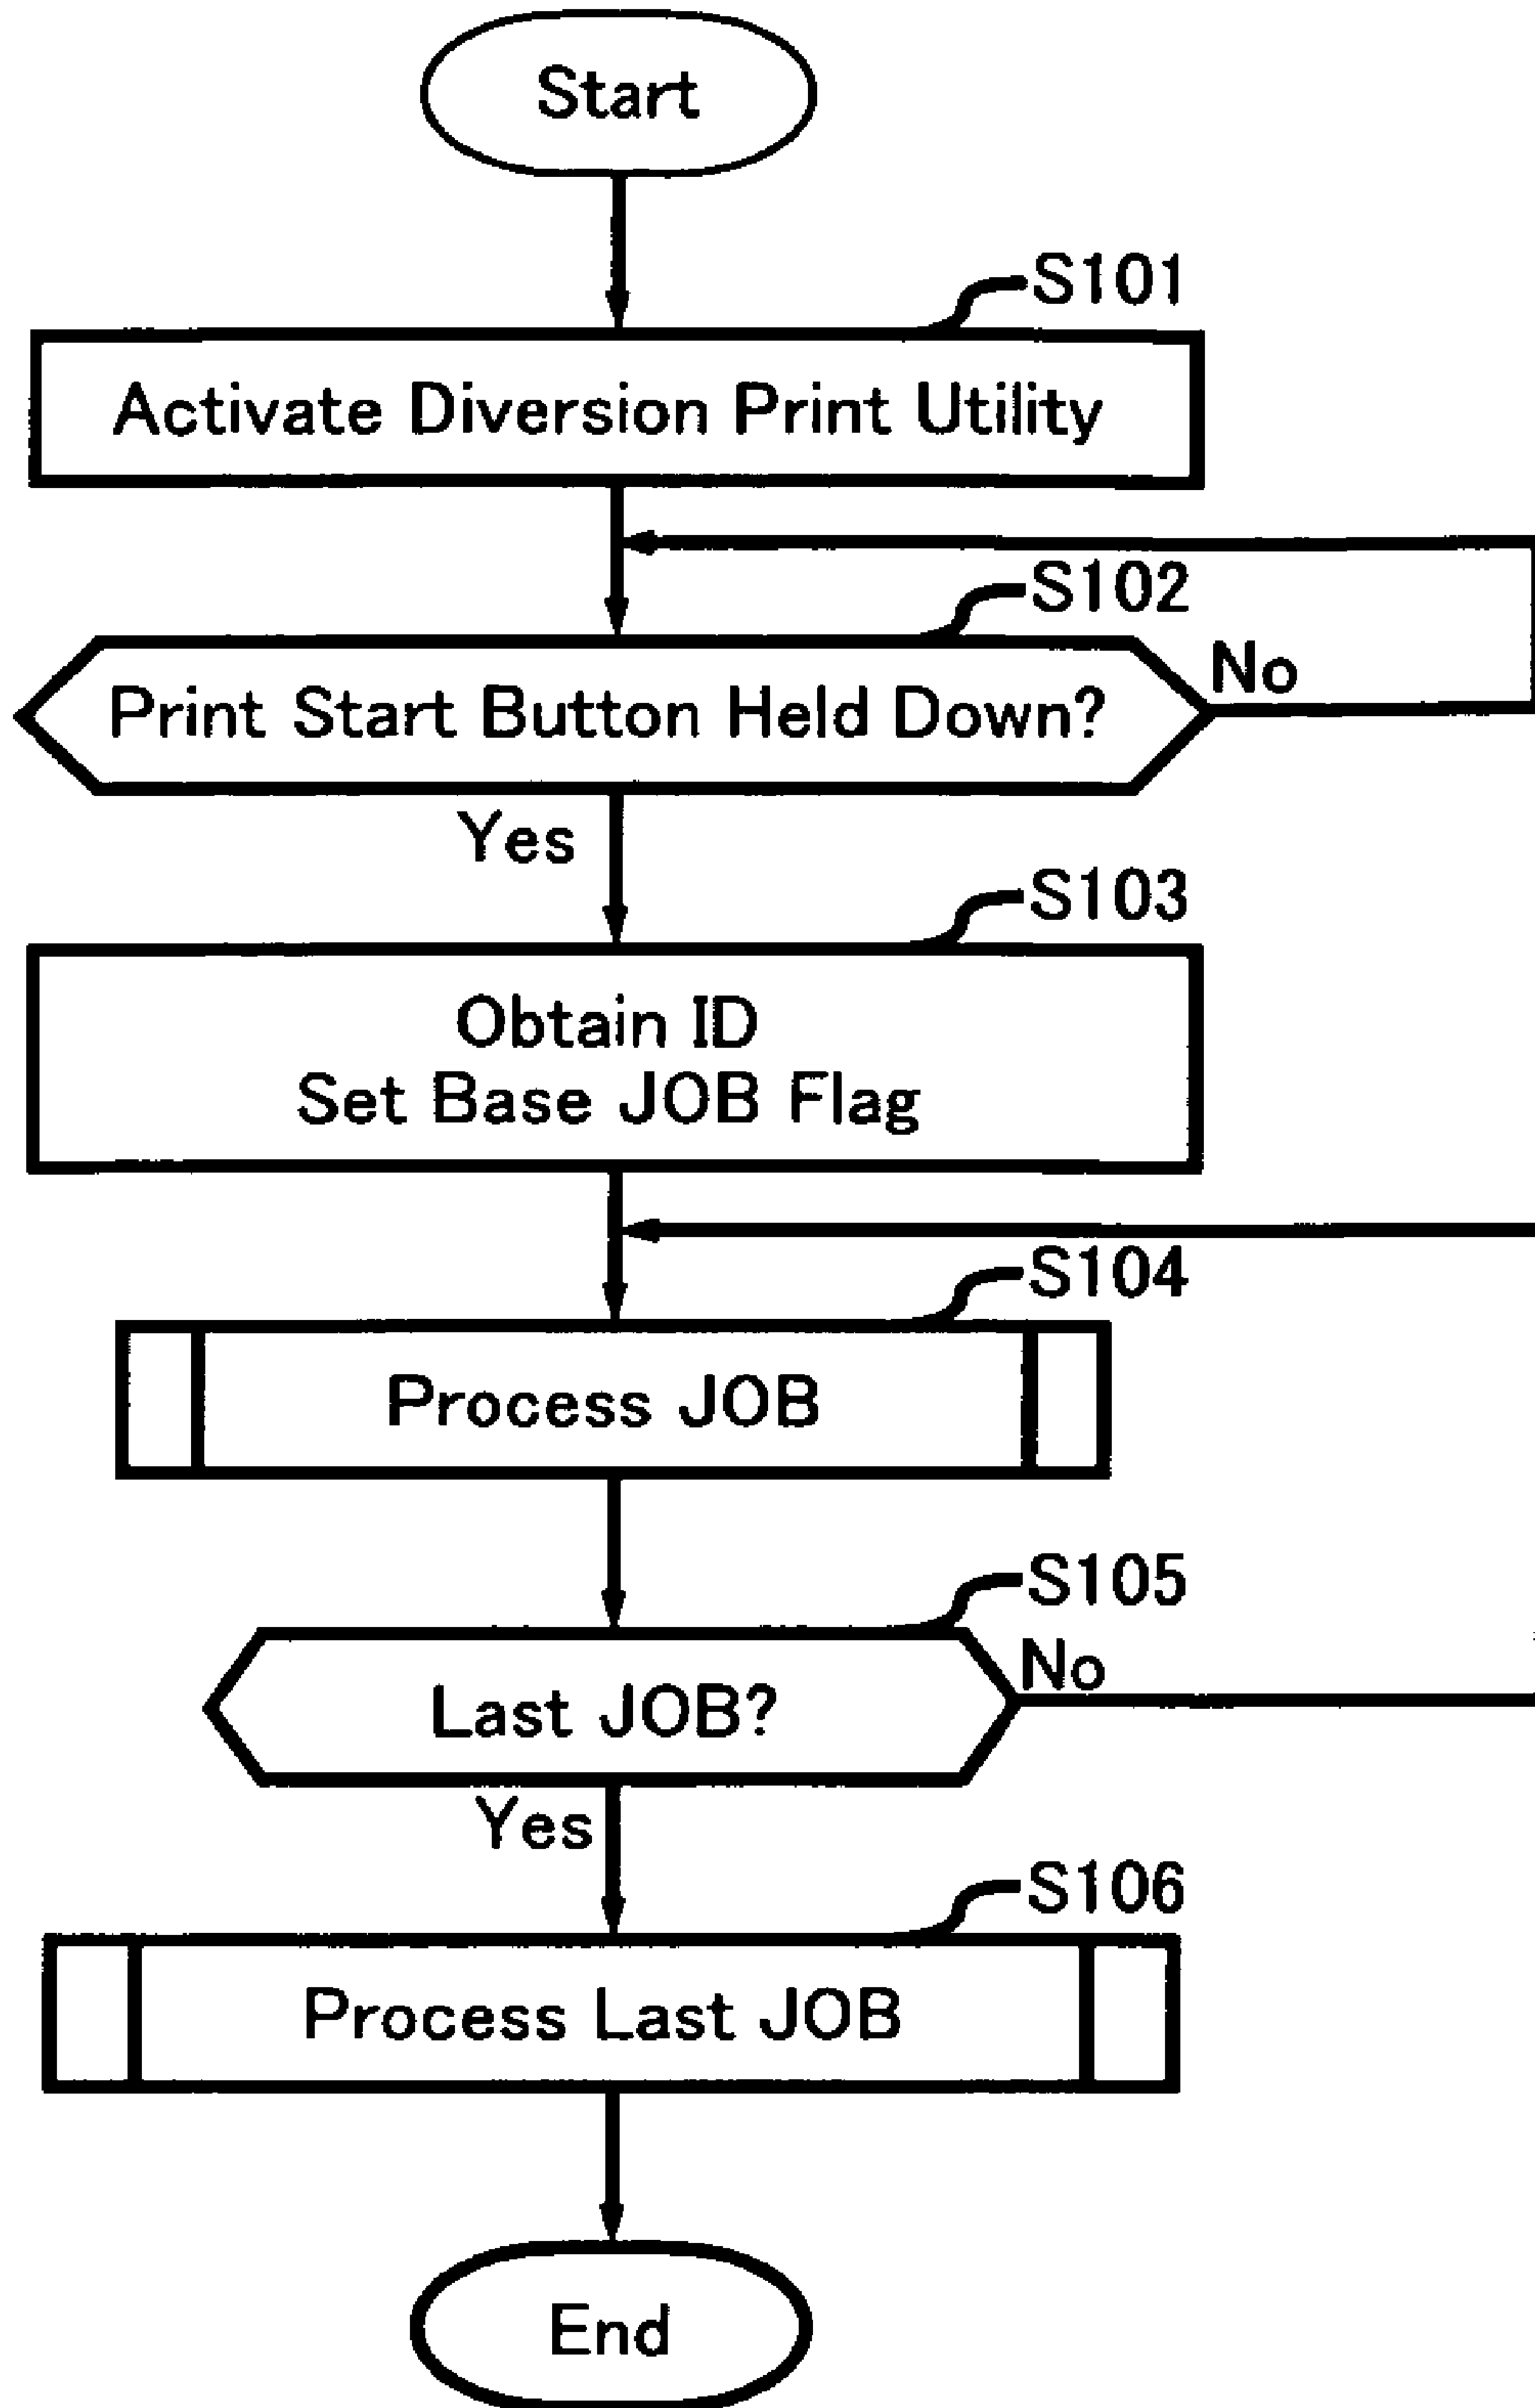 Start
S101
Activate Diversion Print Utility
S102
Print Start Button Held Down?
No
Yes
S103
Obtain ID
Set Base JOB Flag
S104
Process JOB
S105
Last JOB?
No
Yes
S106
Process Last JOB
End